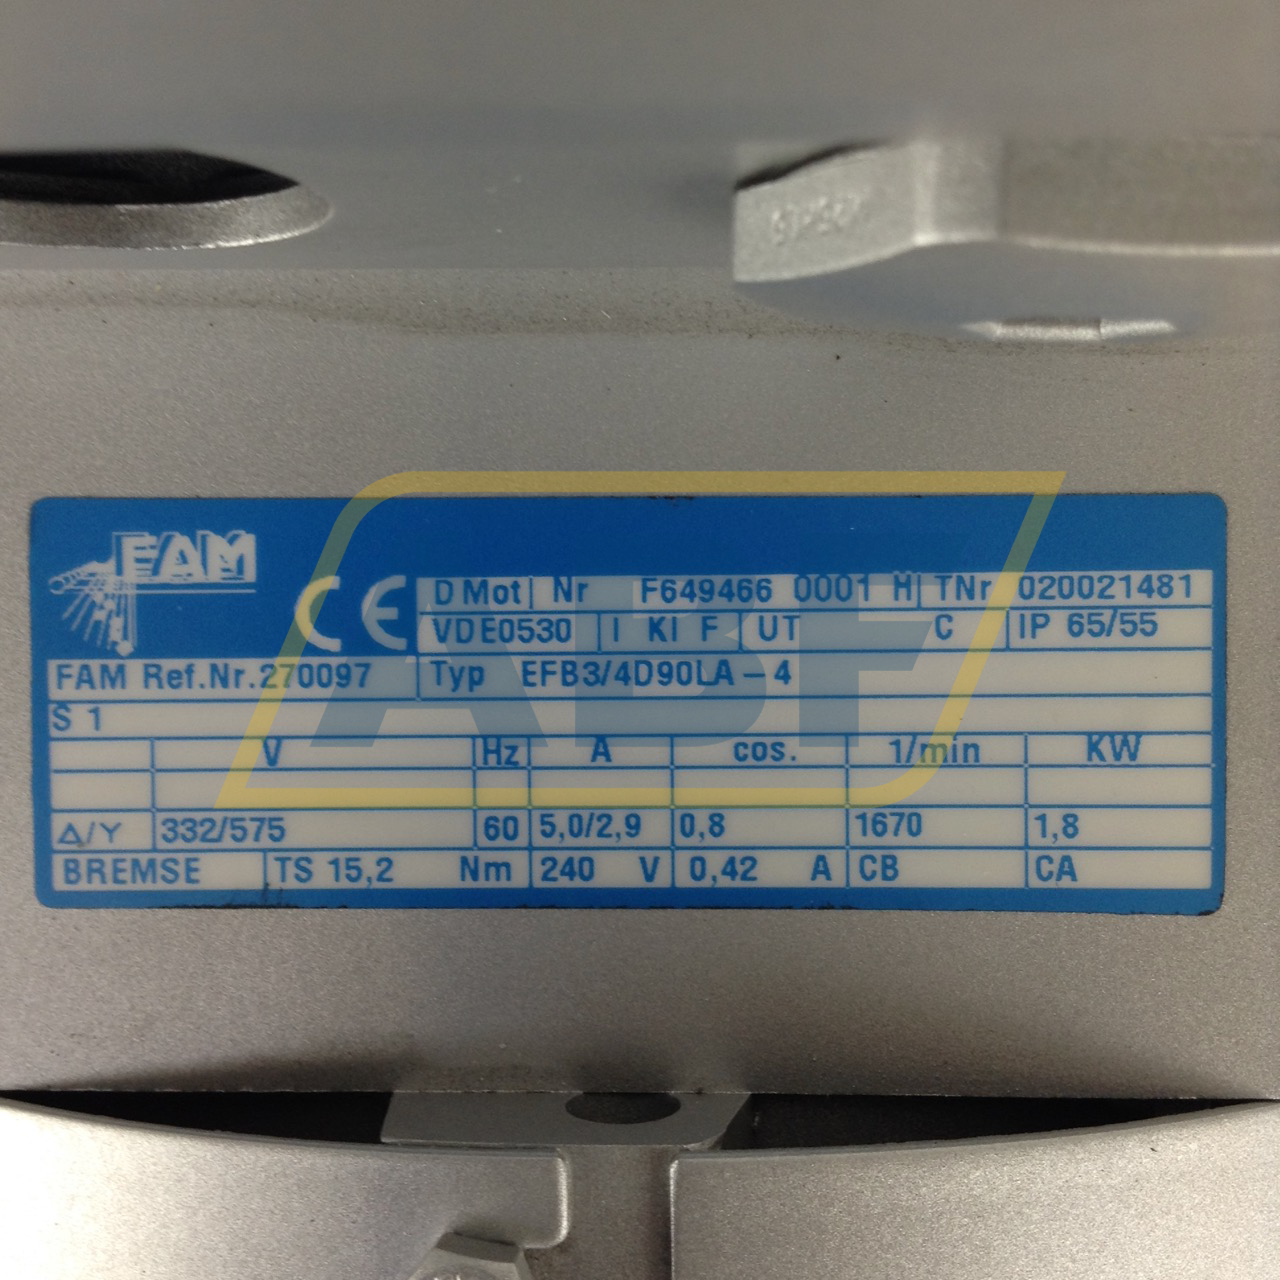 FAM
CE
D Mot Nr F649466 0001 H TNr 020021481
VDE0530 I Kl F UT C IP 65/55
FAM Ref.Nr.270097 Typ EFB3/4D90LA-4
S 1
V Hz A cos. 1/min KW
Δ/Y 332/575 60 5,0/2,9 0,8 1670 1,8
BREMSE TS 15,2 Nm 240 V 0,42 A CB CA
ABF